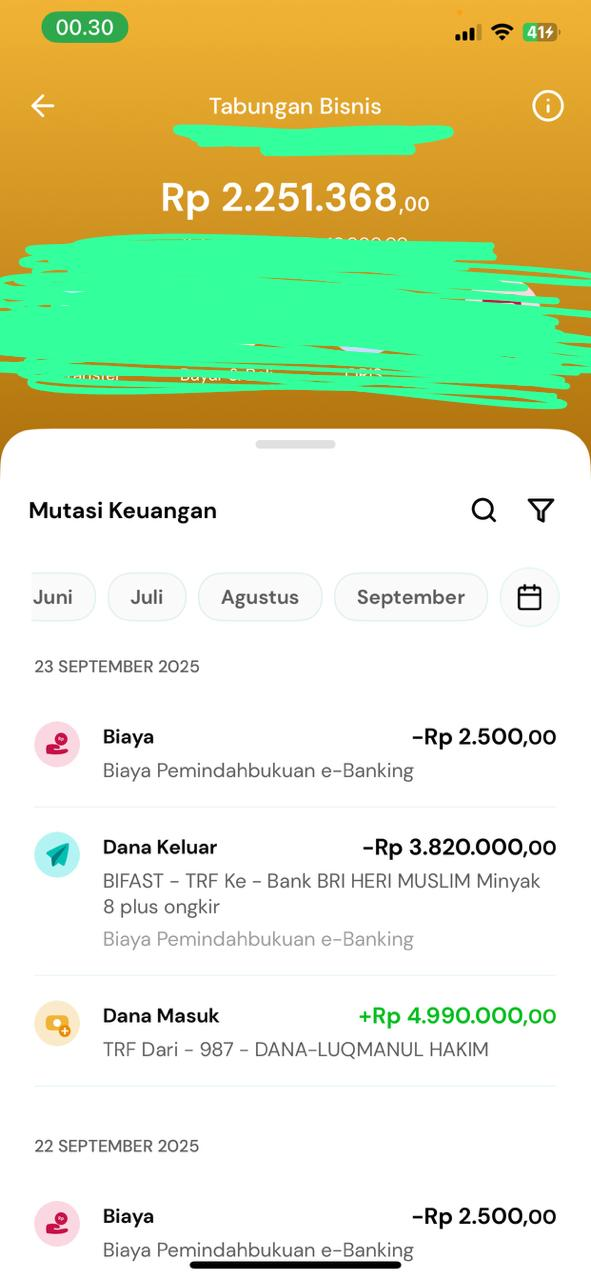 00.30
41
Tabungan Bisnis
Rp 2.251.368,00
Mutasi Keuangan
Juni
Juli
Agustus
September
23 SEPTEMBER 2025
Biaya
-Rp 2.500,00
Biaya Pemindahbukuan e-Banking
Dana Keluar
-Rp 3.820.000,00
BIFAST - TRF Ke - Bank BRI HERI MUSLIM Minyak
8 plus ongkir
Biaya Pemindahbukuan e-Banking
Dana Masuk
+Rp 4.990.000,00
TRF Dari - 987 - DANA-LUQMANUL HAKIM
22 SEPTEMBER 2025
Biaya
-Rp 2.500,00
Biaya Pemindahbukuan e-Banking